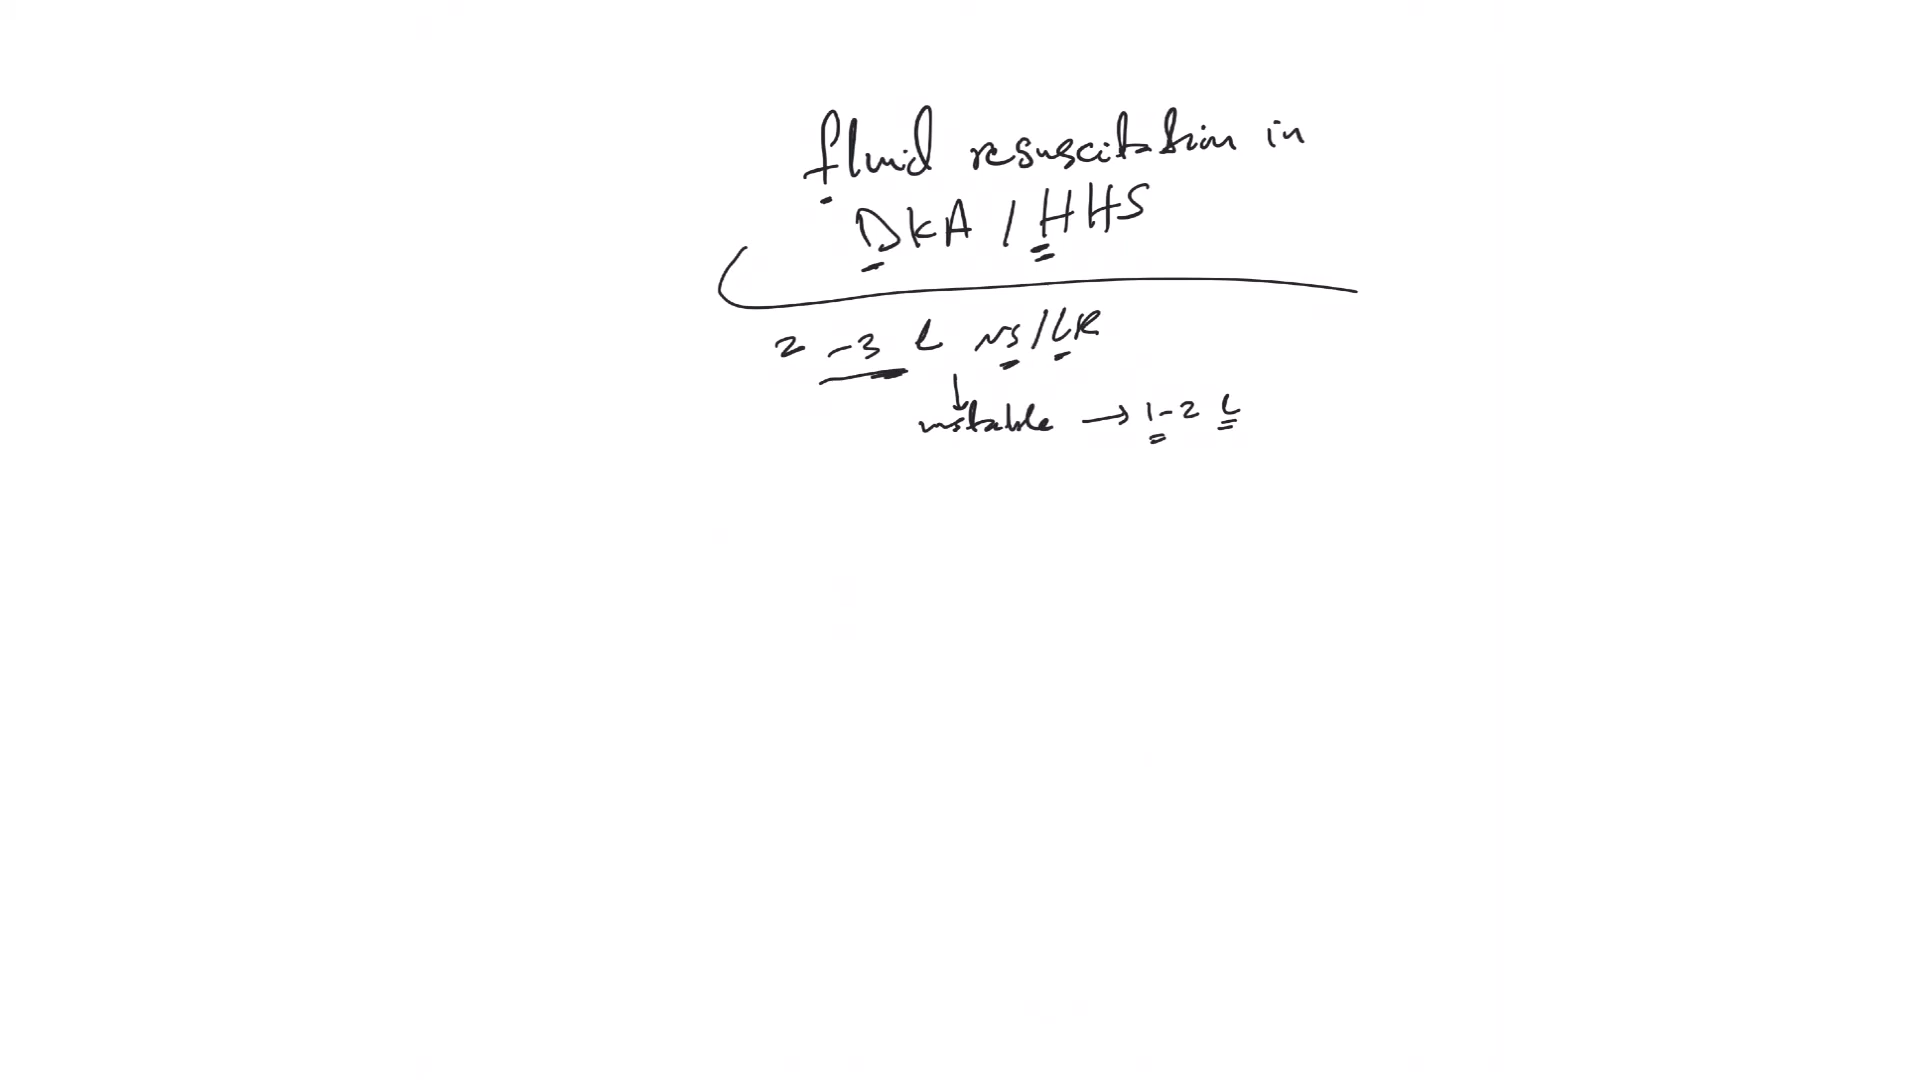 fluid resuscitation in
DKA / HHS
2 - 3 L NS/LR
↓
unstable → 1-2 L